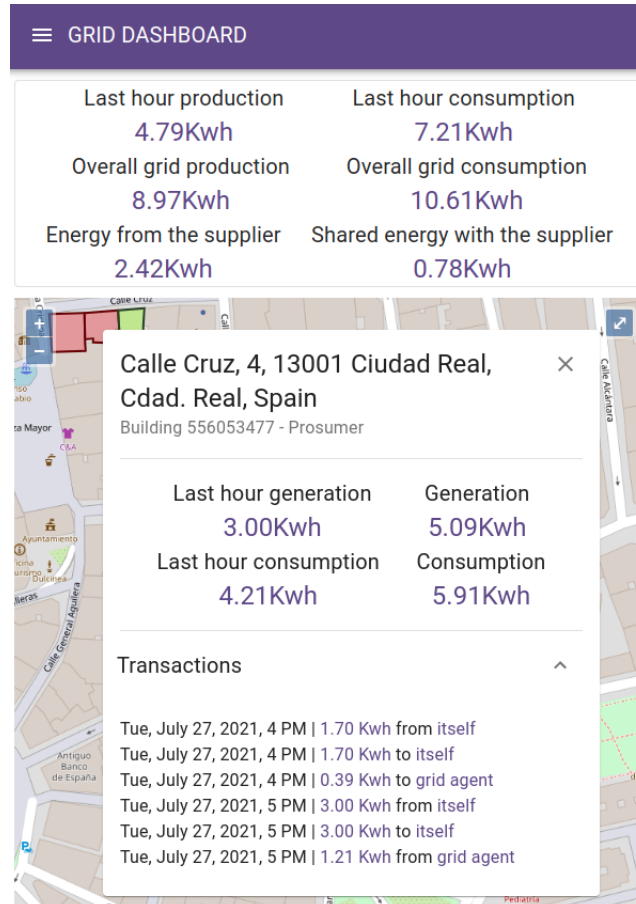 GRID DASHBOARD
Last hour production
Last hour consumption
4.79Kwh
7.21Kwh
Overall grid production
Overall grid consumption
8.97Kwh
10.61Kwh
Energy from the supplier
Shared energy with the supplier
2.42Kwh
0.78Kwh
Calle Cruz
+
−
Calle Alcántara
za Mayor
C&A
Ayuntamiento
Dulcinea
Calle General Aguilera
Antiguo
Banco
de España
Pediatría
Calle Cruz, 4, 13001 Ciudad Real,
Cdad. Real, Spain
Building 556053477 - Prosumer
Last hour generation
Generation
3.00Kwh
5.09Kwh
Last hour consumption
Consumption
4.21Kwh
5.91Kwh
Transactions
Tue, July 27, 2021, 4 PM | 1.70 Kwh from itself
Tue, July 27, 2021, 4 PM | 1.70 Kwh to itself
Tue, July 27, 2021, 4 PM | 0.39 Kwh to grid agent
Tue, July 27, 2021, 5 PM | 3.00 Kwh from itself
Tue, July 27, 2021, 5 PM | 3.00 Kwh to itself
Tue, July 27, 2021, 5 PM | 1.21 Kwh from grid agent